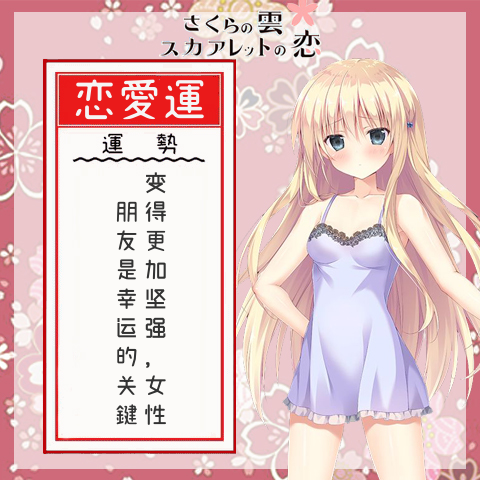 さくらの雲
スカアレットの恋
恋愛運
運勢
变得更加坚强，女性
朋友是幸运的关鍵